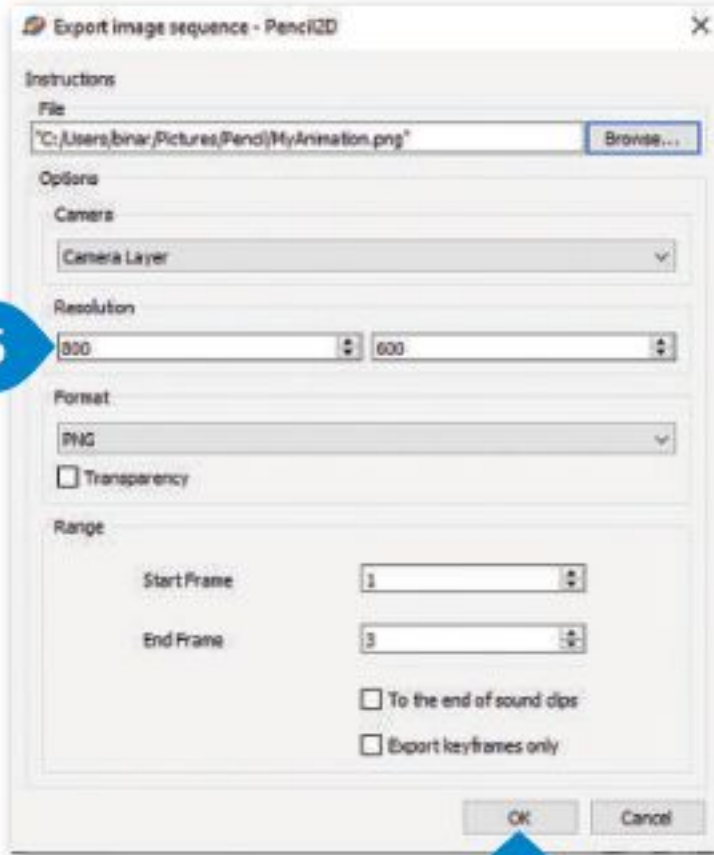 Export image sequence - Pencil2D
Instructions
File
"C:/Users/binar/Pictures/Pencil/MyAnimation.png"
Browse...
Options
Camera
Camera Layer
Resolution
800
600
Format
PNG
Transparency
Range
Start Frame
1
End Frame
3
To the end of sound clips
Export keyframes only
OK
Cancel